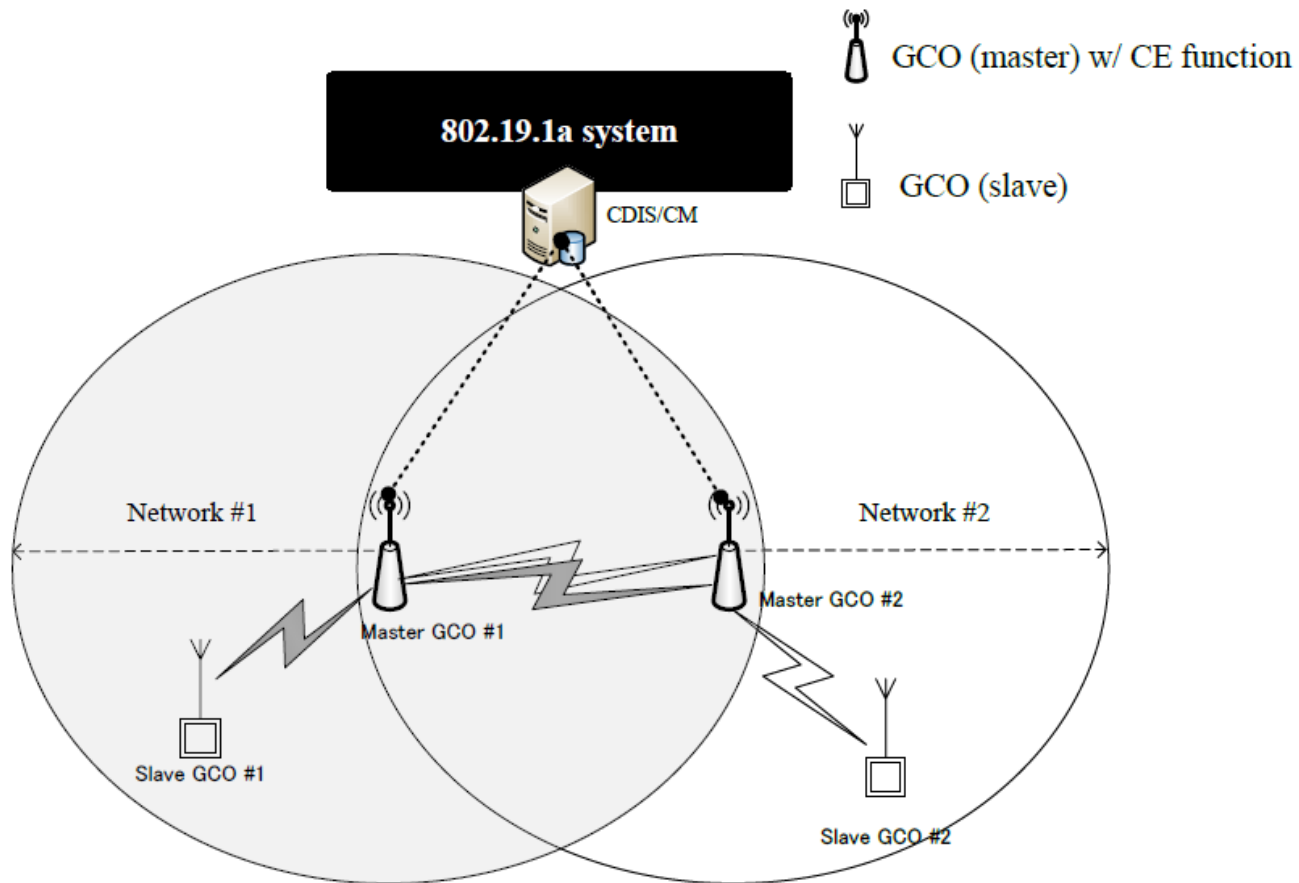 GCO (master) w/ CE function
802.19.1a system
GCO (slave)
CDIS/CM
Network #1
Network #2
Master GCO #1
Master GCO #2
Slave GCO #1
Slave GCO #2